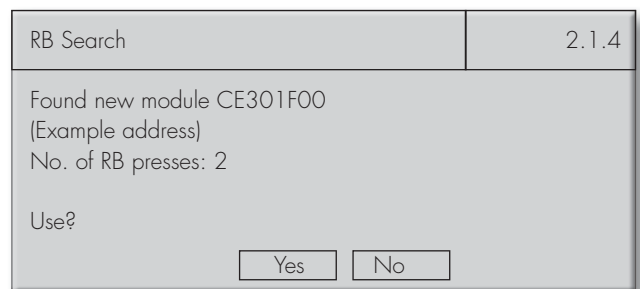 RB Search 2.1.4
Found new module CE301F00
(Example address)
No. of RB presses: 2
Use?
Yes No